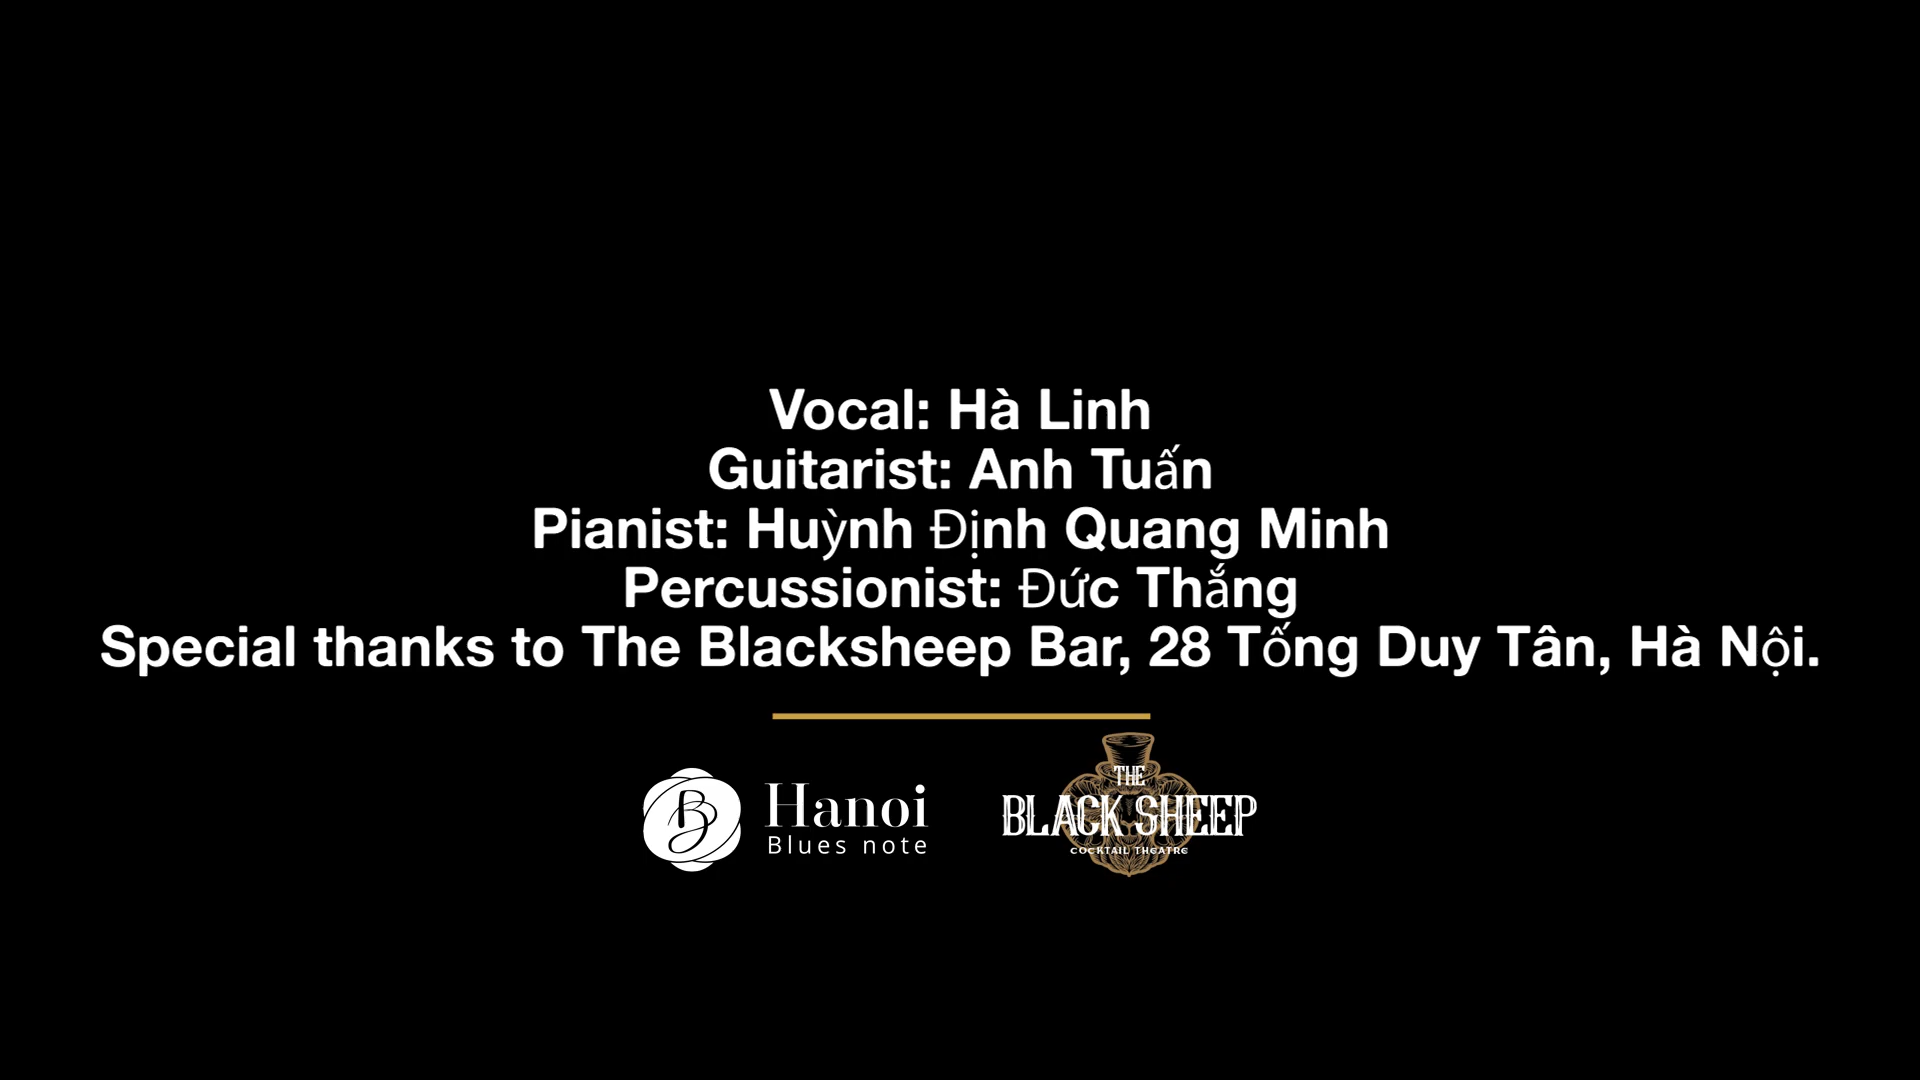 Vocal: Hà Linh
Guitarist: Anh Tuấn
Pianist: Huỳnh Định Quang Minh
Percussionist: Đức Thắng
Special thanks to The Blacksheep Bar, 28 Tống Duy Tân, Hà Nội.
B Hanoi
Blues note
THE
BLACK SHEEP
COCKTAIL THEATRE